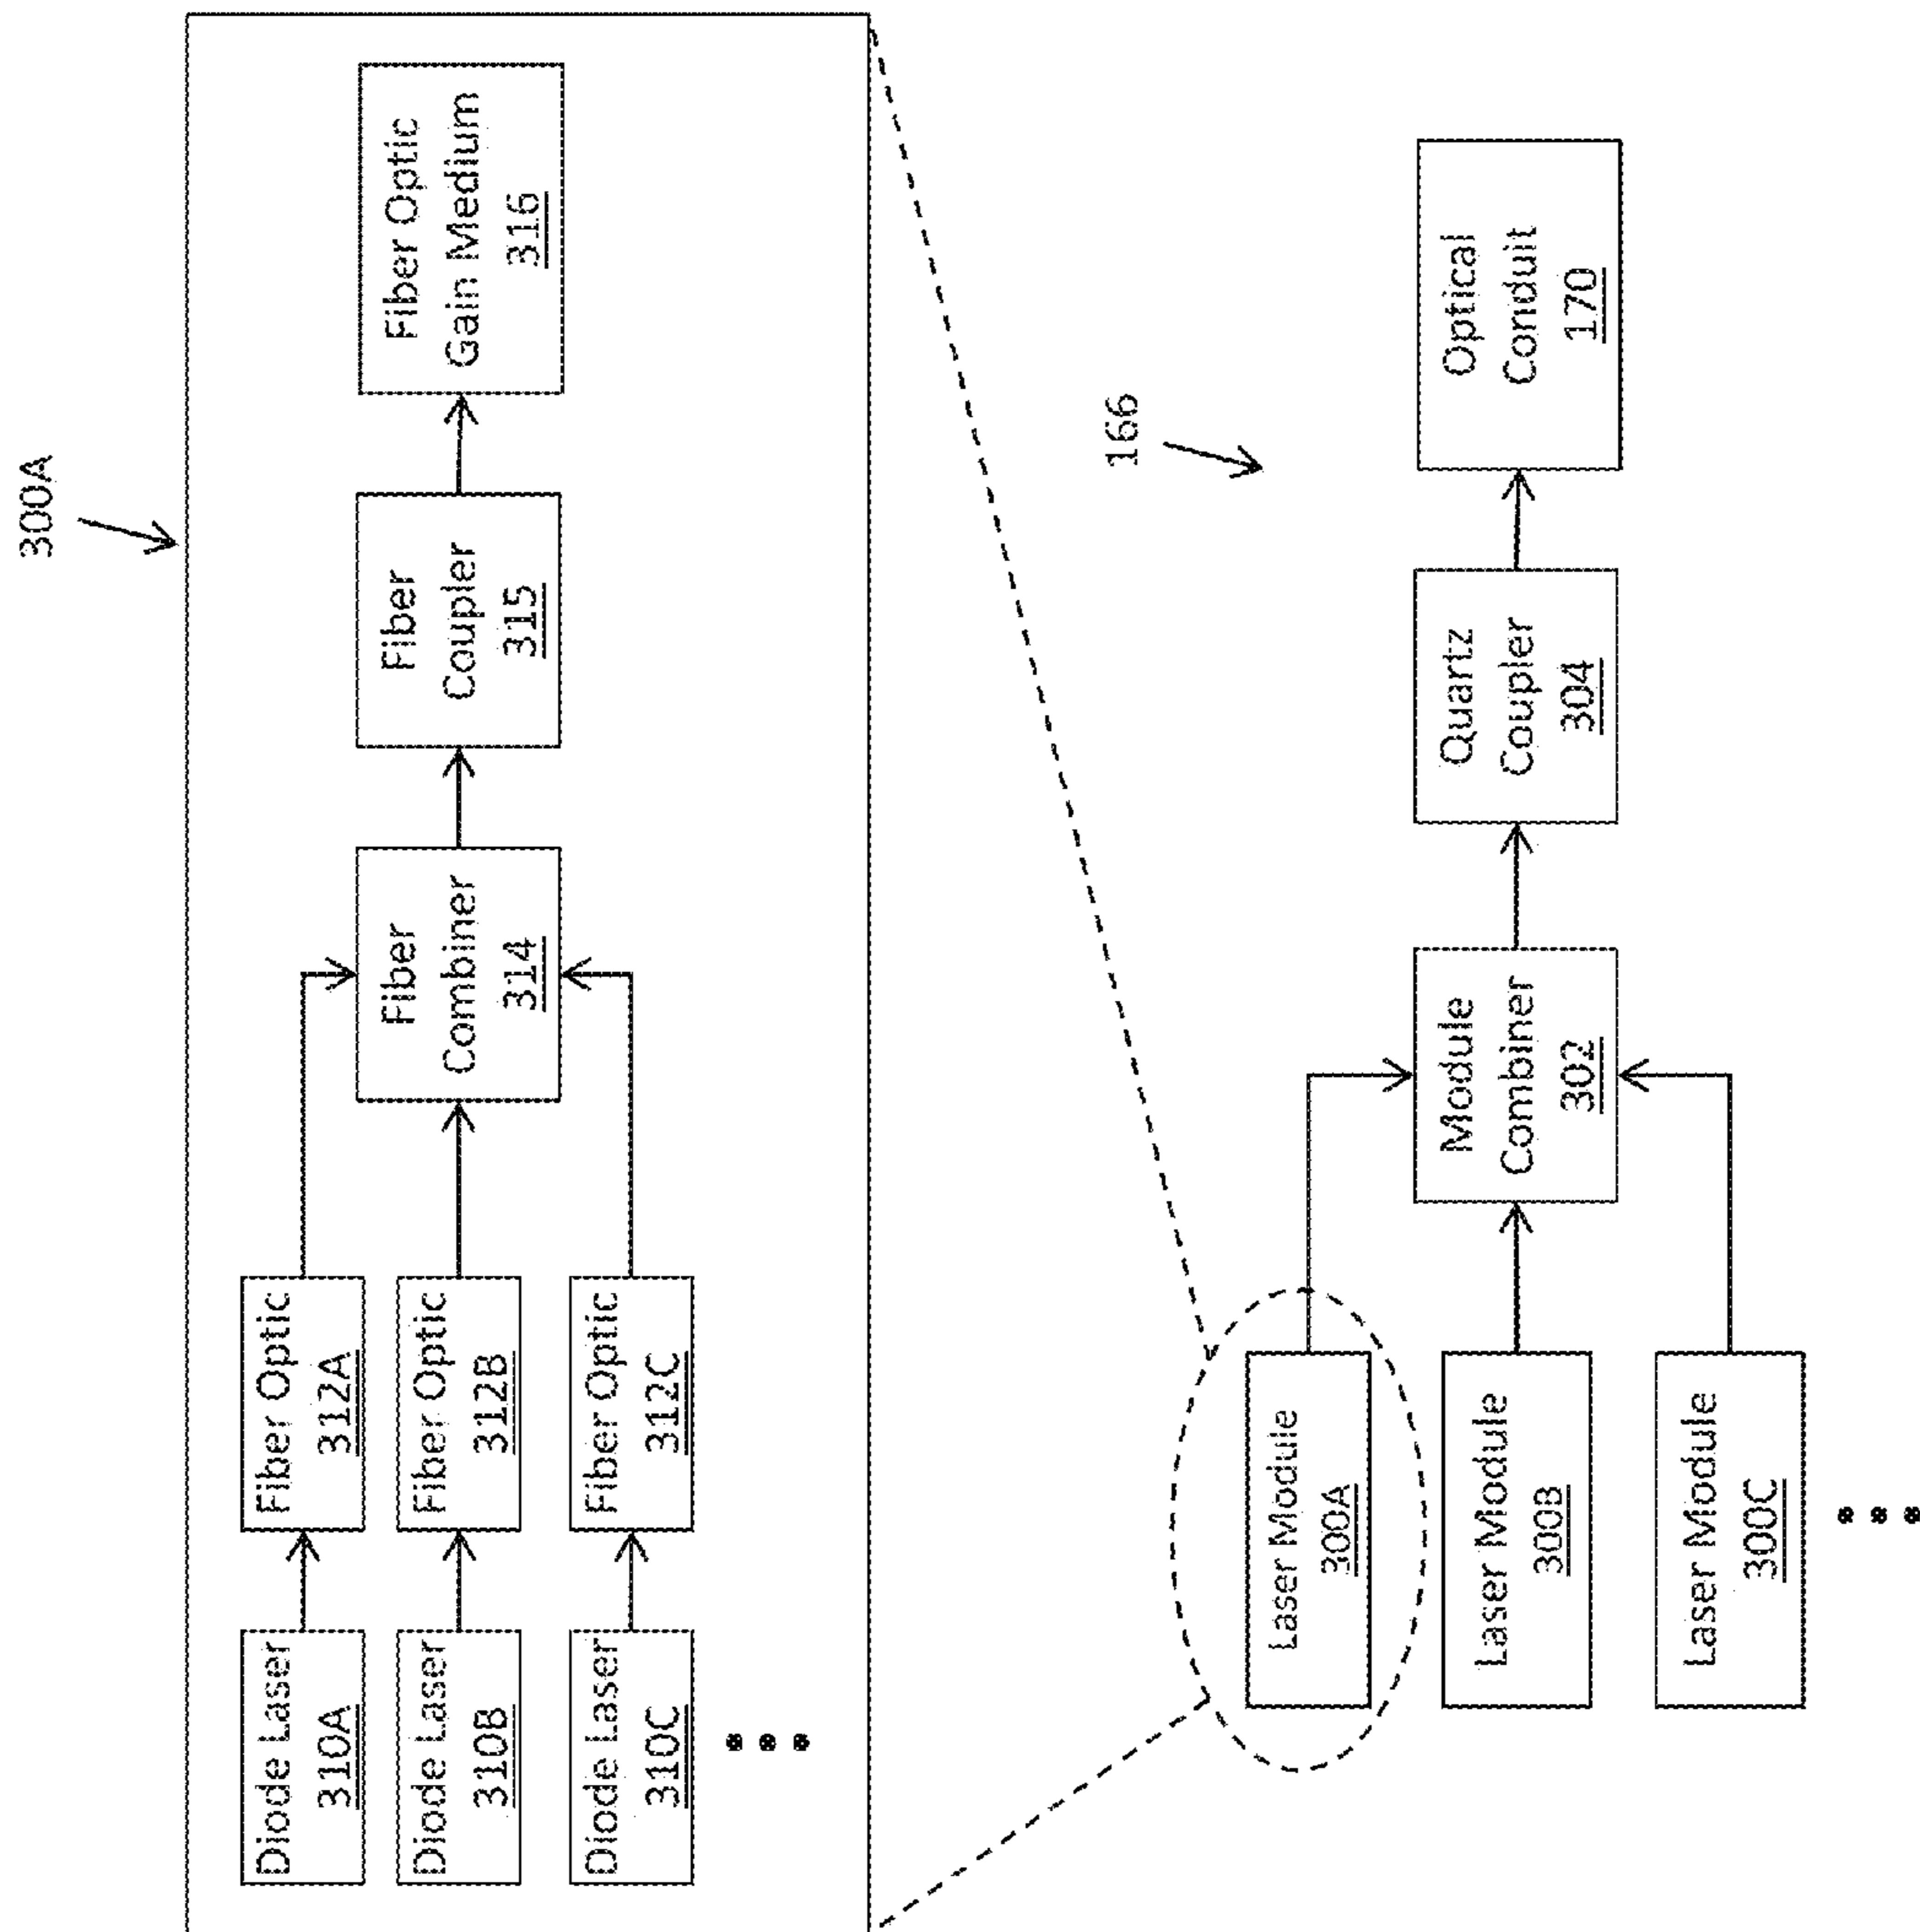 300A
Diode Laser
310A
Fiber Optic
312A
Diode Laser
310B
Fiber Optic
312B
Diode Laser
310C
Fiber Optic
312C
Fiber
Combiner
314
Fiber
Coupler
315
Fiber Optic
Gain Medium
316
166
Laser Module
300A
Laser Module
300B
Laser Module
300C
Module
Combiner
302
Quartz
Coupler
304
Optical
Conduit
170